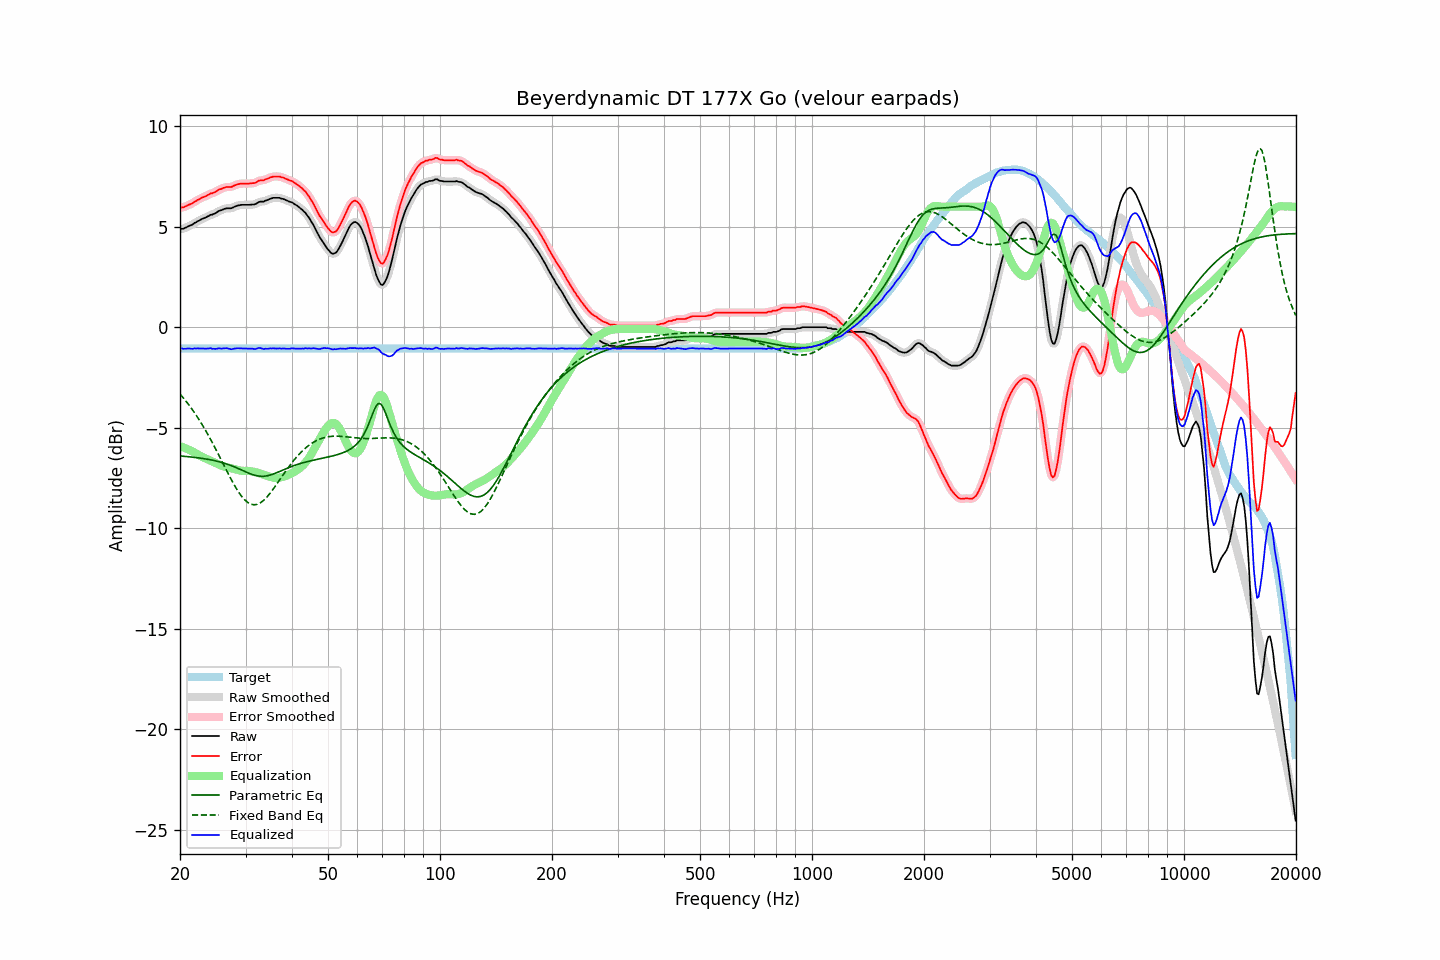 Beyerdynamic DT 177X Go (velour earpads)
10
5
0
−5
−10
−15
−20
−25
Amplitude (dBr)
Target
Raw Smoothed
Error Smoothed
Raw
Error
Equalization
Parametric Eq
Fixed Band Eq
Equalized
20 50 100 200 500 1000 2000 5000 10000 20000
Frequency (Hz)